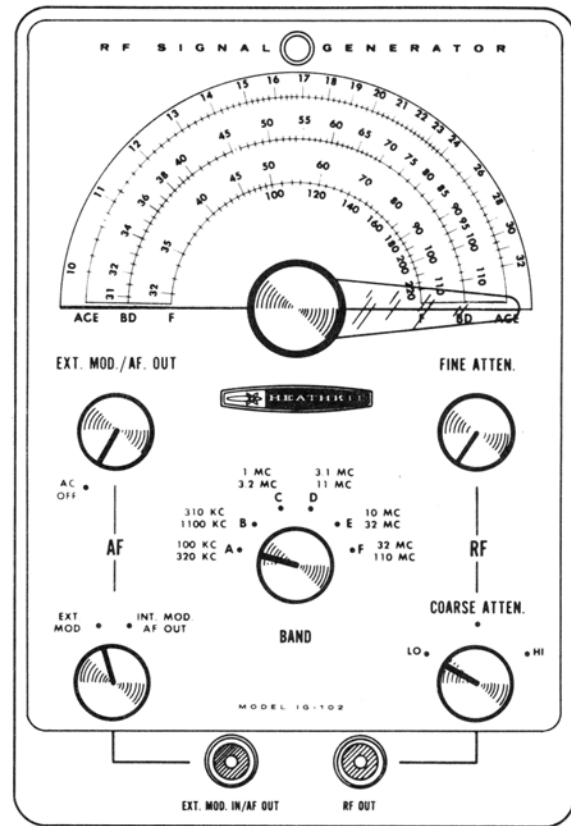 RF SIGNAL GENERATOR
10 11 12 13 14 15 16 17 18 19 20 21 22 23 24 26 28 30 32
31 32 34 36 38 40 45 50 55 60 65 70 75 80 85 90 95 100 110
32 35 40 45 50 60 70 80 90 100 110
100 120 140 160 180 200 220
ACE BD F F BD ACE
EXT. MOD./AF. OUT
FINE ATTEN.
HEATHKIT
AC
OFF
1 MC
3.2 MC
C
3.1 MC
11 MC
D
310 KC
1100 KC
B
E
10 MC
32 MC
100 KC
320 KC
A
F
32 MC
110 MC
AF
RF
BAND
EXT
MOD
INT. MOD.
AF OUT
COARSE ATTEN.
LO
HI
MODEL IG-102
EXT. MOD. IN/AF OUT
RF OUT